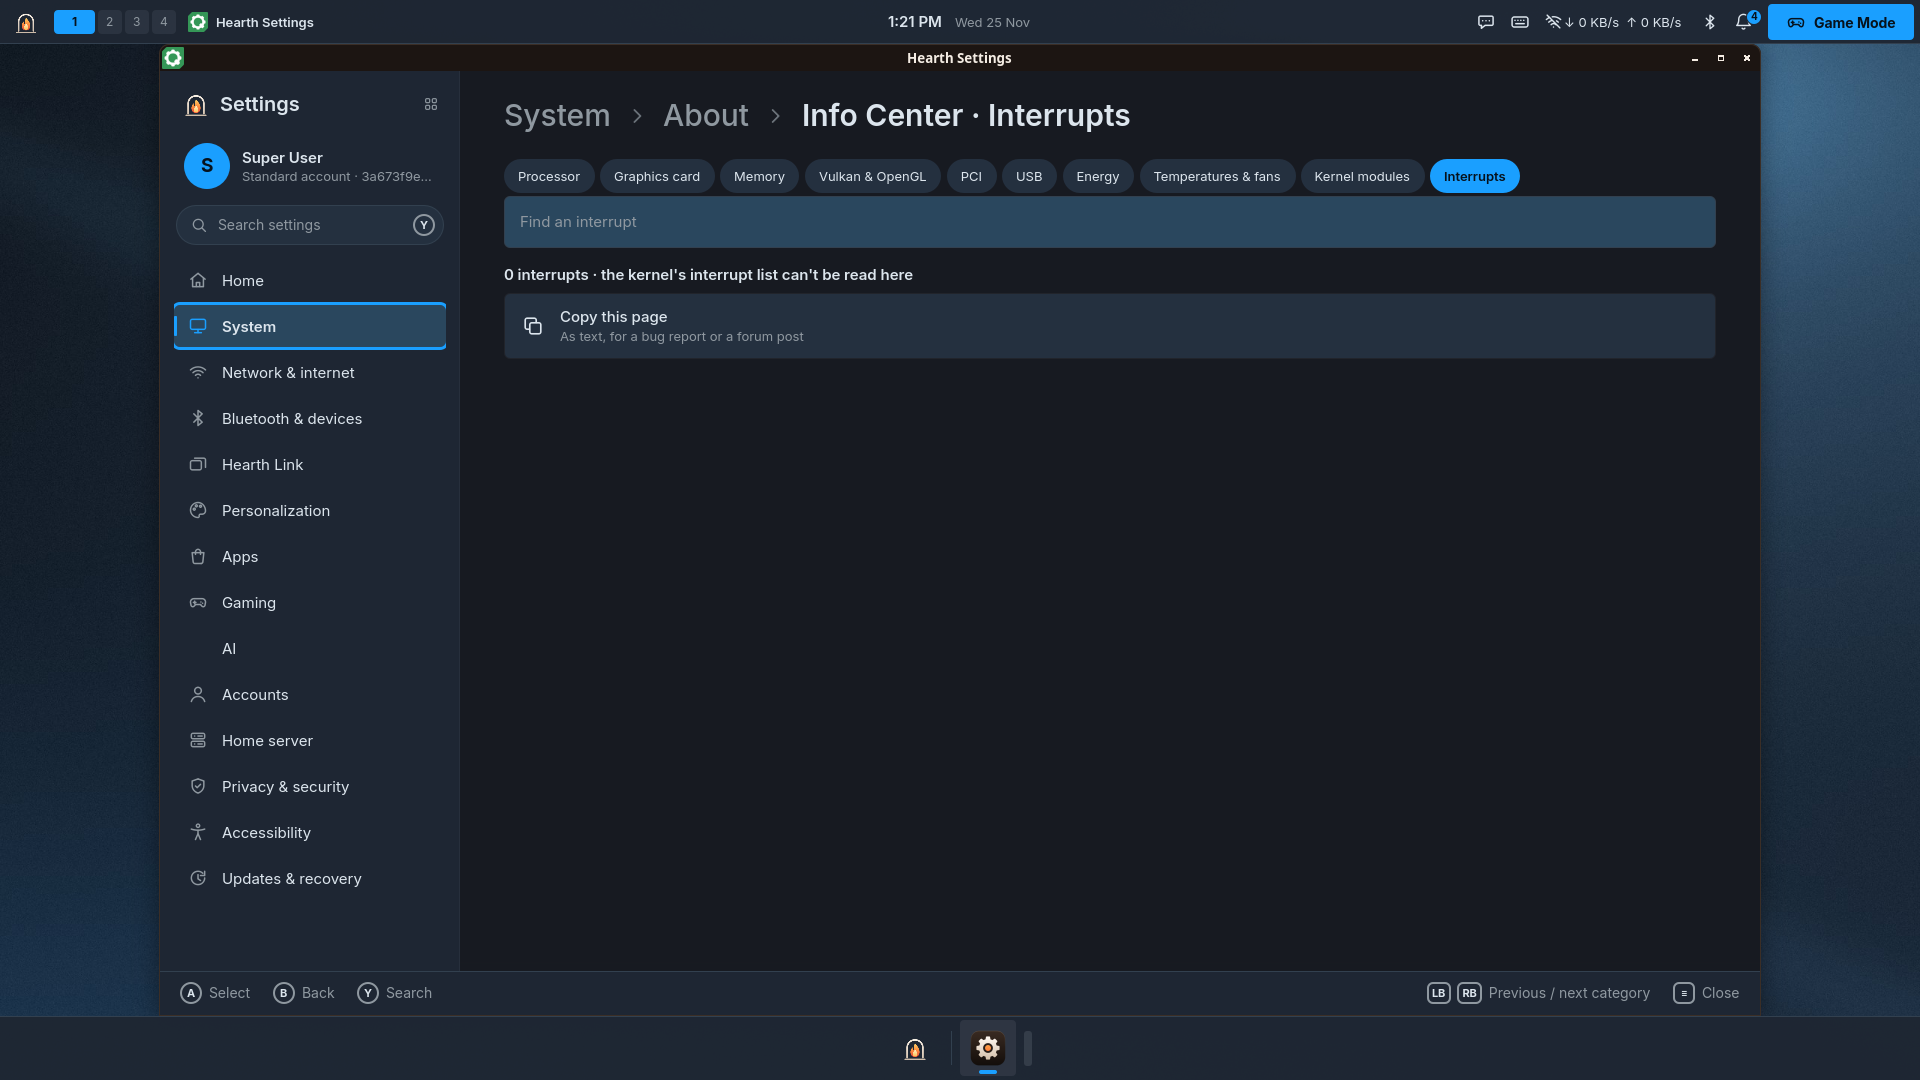 1 2 3 4 Hearth Settings 1:21 PM Wed 25 Nov ↓ 0 KB/s ↑ 0 KB/s 4 Game Mode
Hearth Settings
Settings
S Super User
Standard account · 3a673f9e...
Search settings Y
Home
System
Network & internet
Bluetooth & devices
Hearth Link
Personalization
Apps
Gaming
AI
Accounts
Home server
Privacy & security
Accessibility
Updates & recovery
System > About > Info Center · Interrupts
Processor Graphics card Memory Vulkan & OpenGL PCI USB Energy Temperatures & fans Kernel modules Interrupts
Find an interrupt
0 interrupts · the kernel's interrupt list can't be read here
Copy this page
As text, for a bug report or a forum post
A Select B Back Y Search LB RB Previous / next category ≡ Close